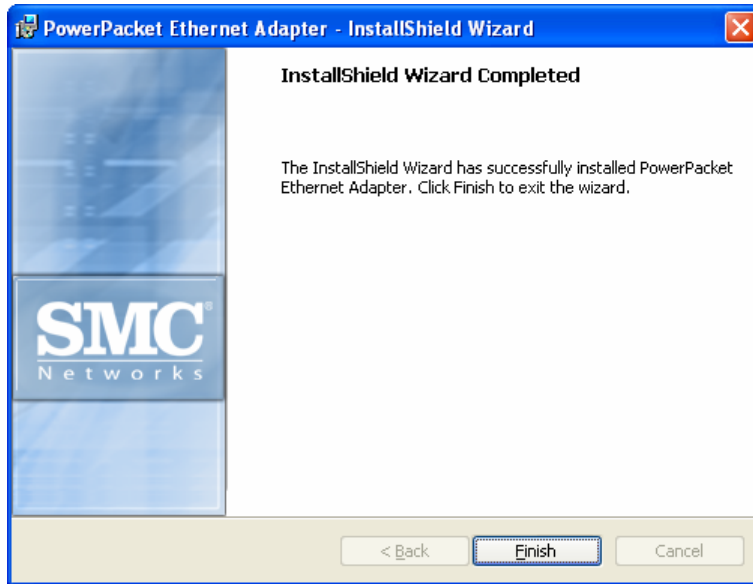 PowerPacket Ethernet Adapter - InstallShield Wizard
InstallShield Wizard Completed
The InstallShield Wizard has successfully installed PowerPacket
Ethernet Adapter. Click Finish to exit the wizard.
SMC®
Networks
< Back
Finish
Cancel